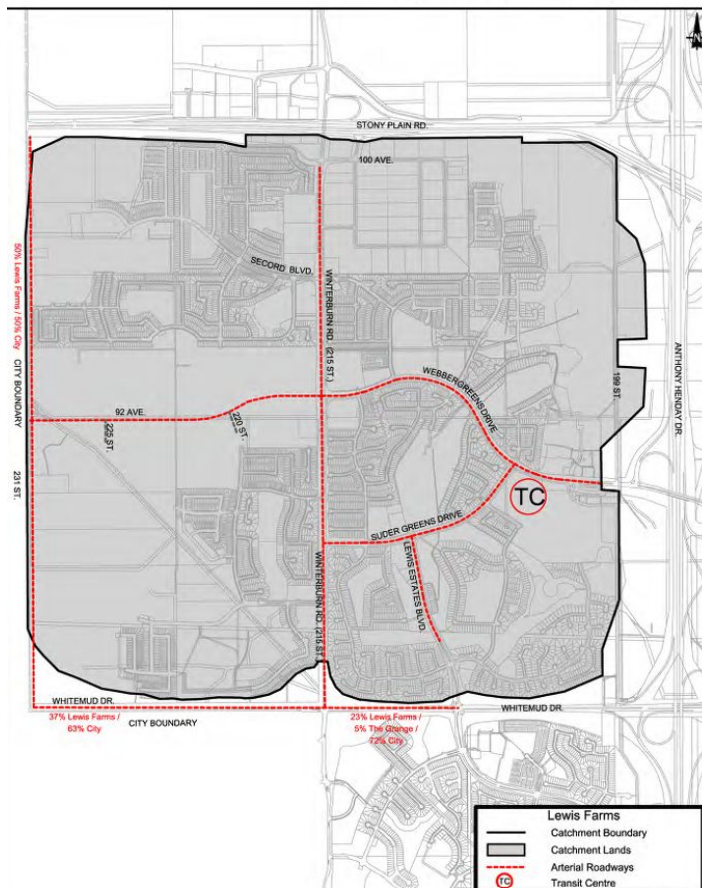 N
STONY PLAIN RD.
100 AVE.
SECOND BLVD.
WINTERBURN RD. (215 ST.)
50% Lewis Farms / 50% City
CITY BOUNDARY
231 ST.
WEBBERGREENS DRIVE
199 ST.
ANTHONY HENDAY DR.
92 AVE.
225 ST.
220 ST.
TC
SUDER GREENS DRIVE
LEWIS ESTATES BLVD.
WINTERBURN RD. (215 ST.)
WHITEMUD DR.
WHITEMUD DR.
37% Lewis Farms /
63% City
CITY BOUNDARY
23% Lewis Farms /
5% The Grange /
72% City
Lewis Farms
Catchment Boundary
Catchment Lands
Arterial Roadways
TC Transit Centre